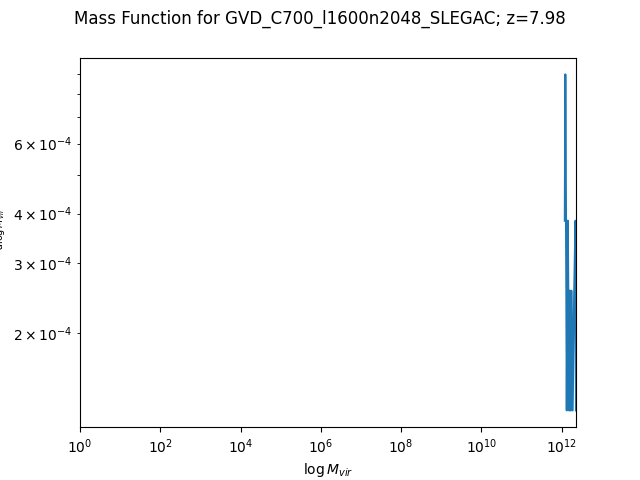 Mass Function for GVD_C700_l1600n2048_SLEGAC; z=7.98
6 × 10⁻⁴
4 × 10⁻⁴
3 × 10⁻⁴
2 × 10⁻⁴
10⁰ 10² 10⁴ 10⁶ 10⁸ 10¹⁰ 10¹²
log M_vir